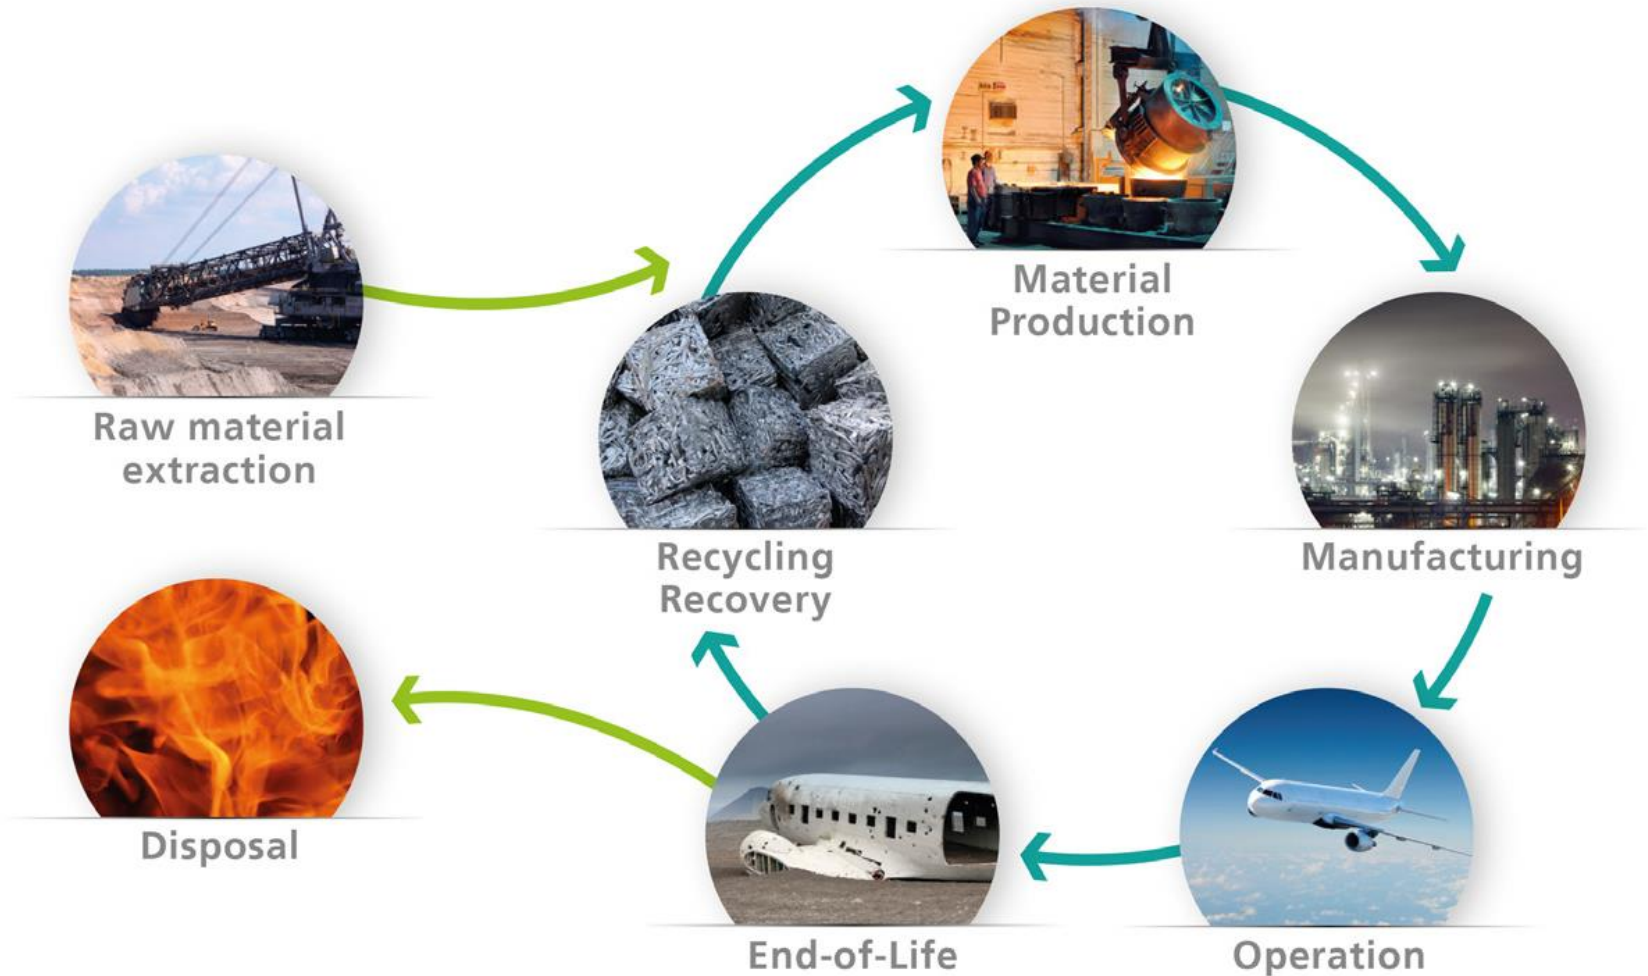 Material
Production
Raw material
extraction
Recycling
Recovery
Manufacturing
Disposal
End-of-Life
Operation